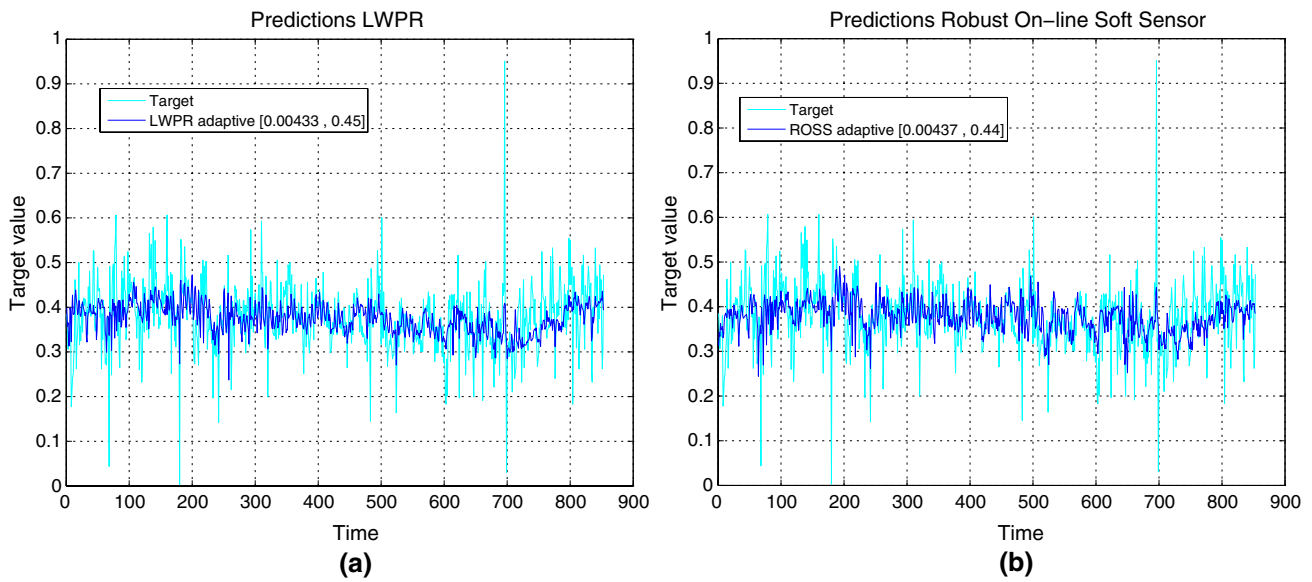 Predictions LWPR
1
0.9
0.8
0.7
0.6
0.5
0.4
0.3
0.2
0.1
0
Target value
Target
LWPR adaptive [0.00433 , 0.45]
0 100 200 300 400 500 600 700 800 900
Time
(a)
Predictions Robust On-line Soft Sensor
1
0.9
0.8
0.7
0.6
0.5
0.4
0.3
0.2
0.1
0
Target value
Target
ROSS adaptive [0.00437 , 0.44]
0 100 200 300 400 500 600 700 800 900
Time
(b)